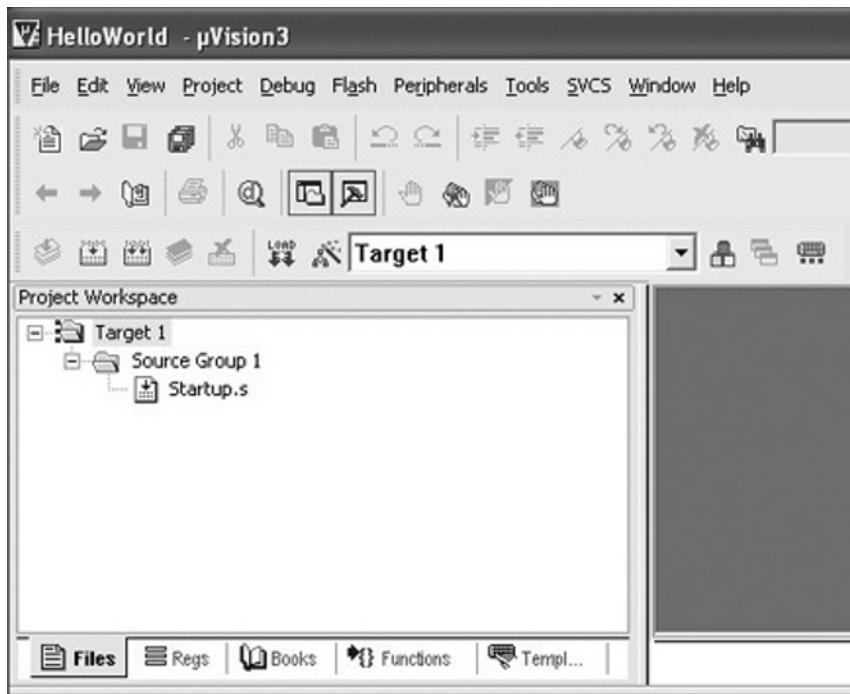 HelloWorld - µVision3
File Edit View Project Debug Flash Peripherals Tools SVCS Window Help
LOAD Target 1
Project Workspace
Target 1
Source Group 1
Startup.s
Files Regs Books Functions Templ...